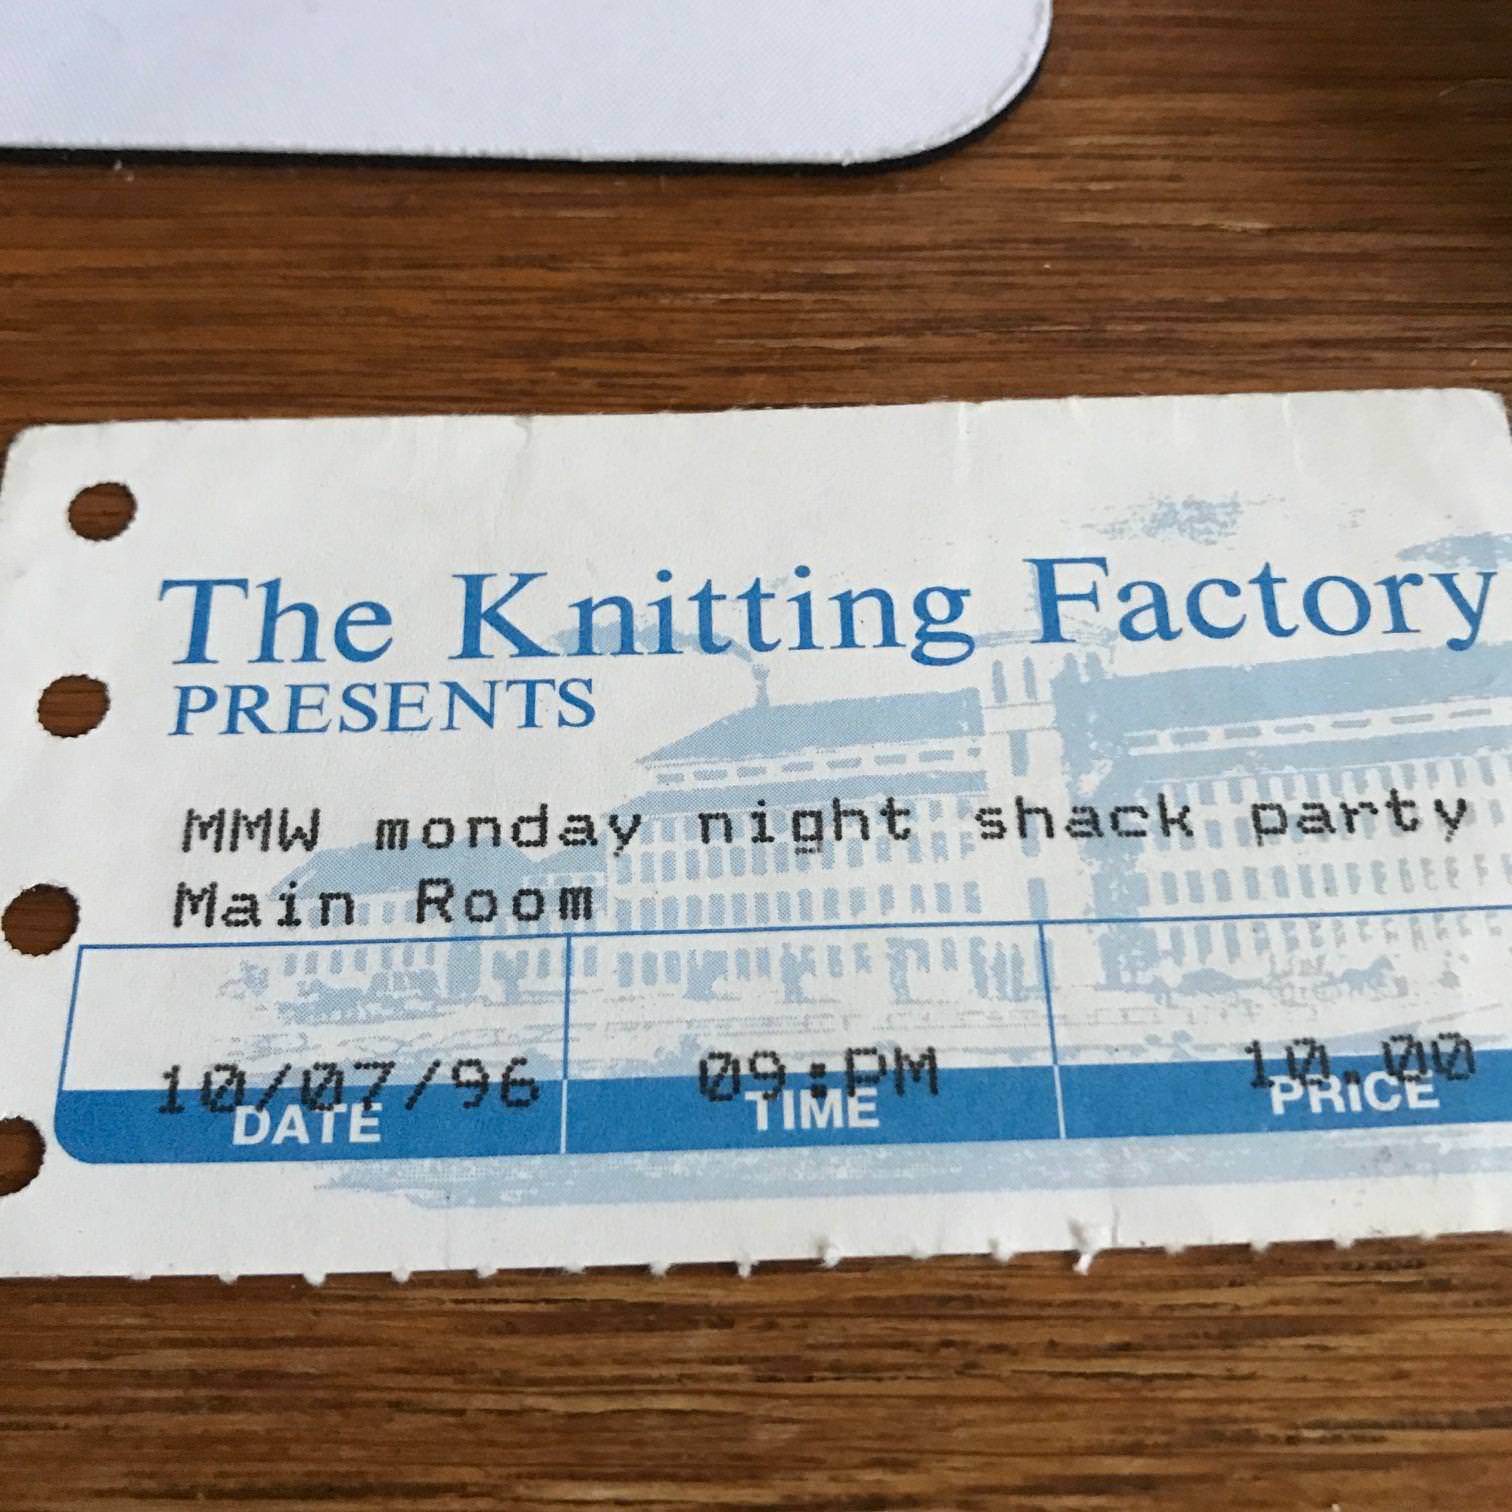 The Knitting Factory
PRESENTS
MMW monday night shack party
Main Room
10/07/96 09:PM 10.00
DATE TIME PRICE